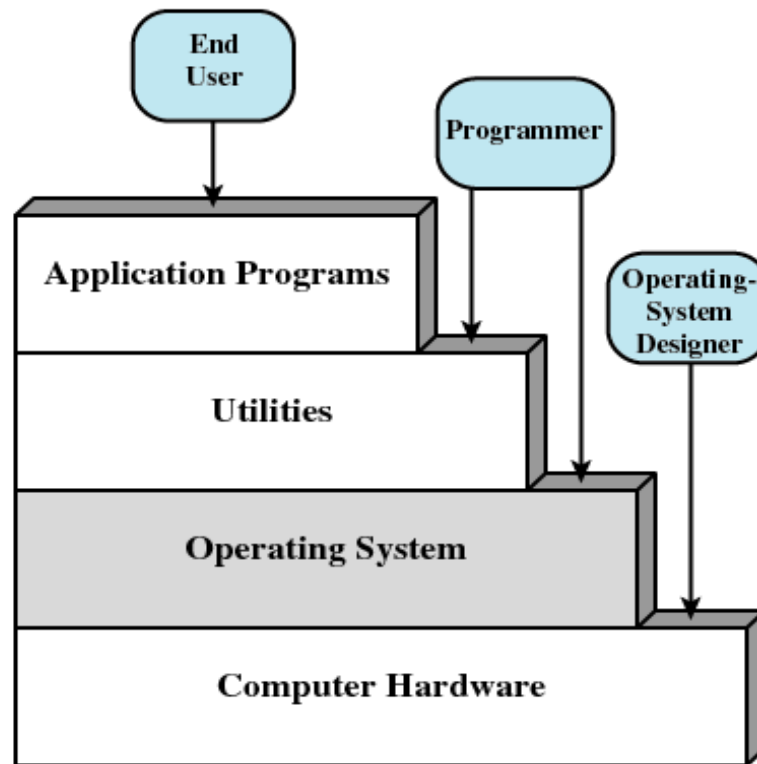 End
User
Programmer
Operating-
System
Designer
Application Programs
Utilities
Operating System
Computer Hardware